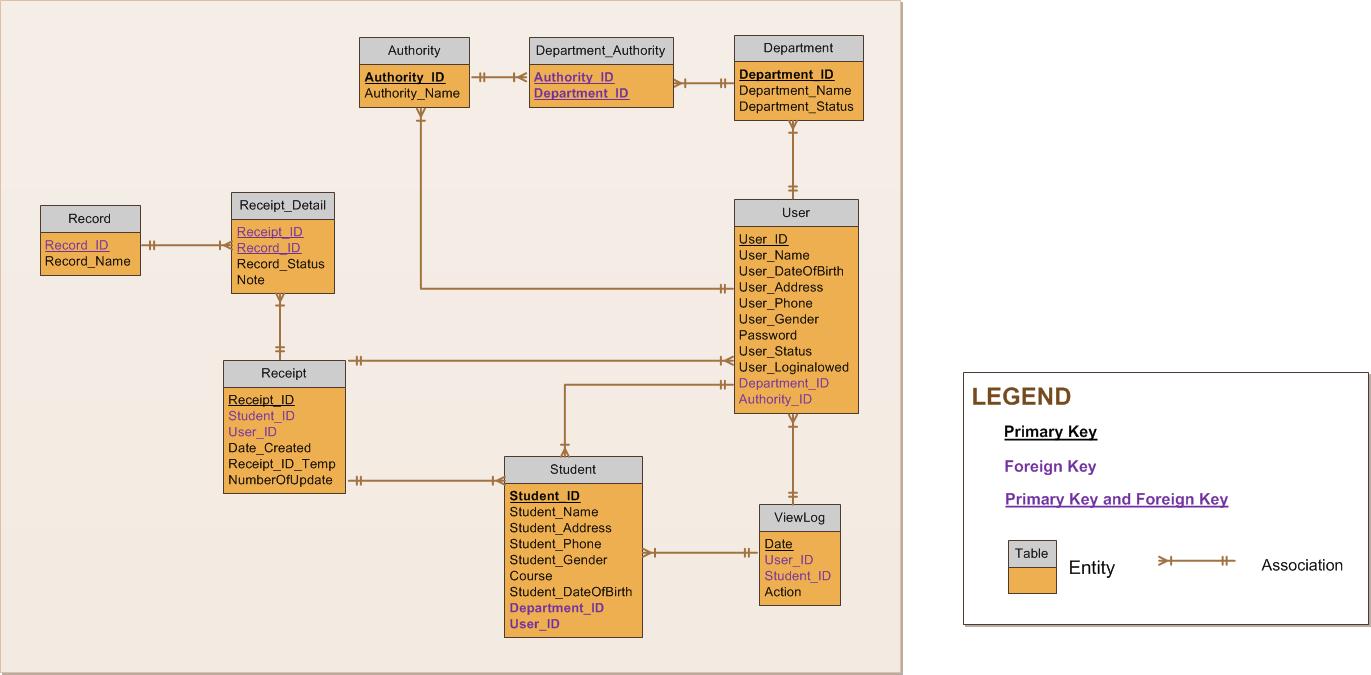 Authority
Authority_ID
Authority_Name
Department_Authority
Authority_ID
Department_ID
Department
Department_ID
Department_Name
Department_Status
Record
Record_ID
Record_Name
Receipt_Detail
Receipt_ID
Record_ID
Record_Status
Note
User
User_ID
User_Name
User_DateOfBirth
User_Address
User_Phone
User_Gender
Password
User_Status
User_Loginalowed
Department_ID
Authority_ID
Receipt
Receipt_ID
Student_ID
User_ID
Date_Created
Receipt_ID_Temp
NumberOfUpdate
Student
Student_ID
Student_Name
Student_Address
Student_Phone
Student_Gender
Course
Student_DateOfBirth
Department_ID
User_ID
ViewLog
Date
User_ID
Student_ID
Action
LEGEND
Primary Key
Foreign Key
Primary Key and Foreign Key
Table
Entity
Association